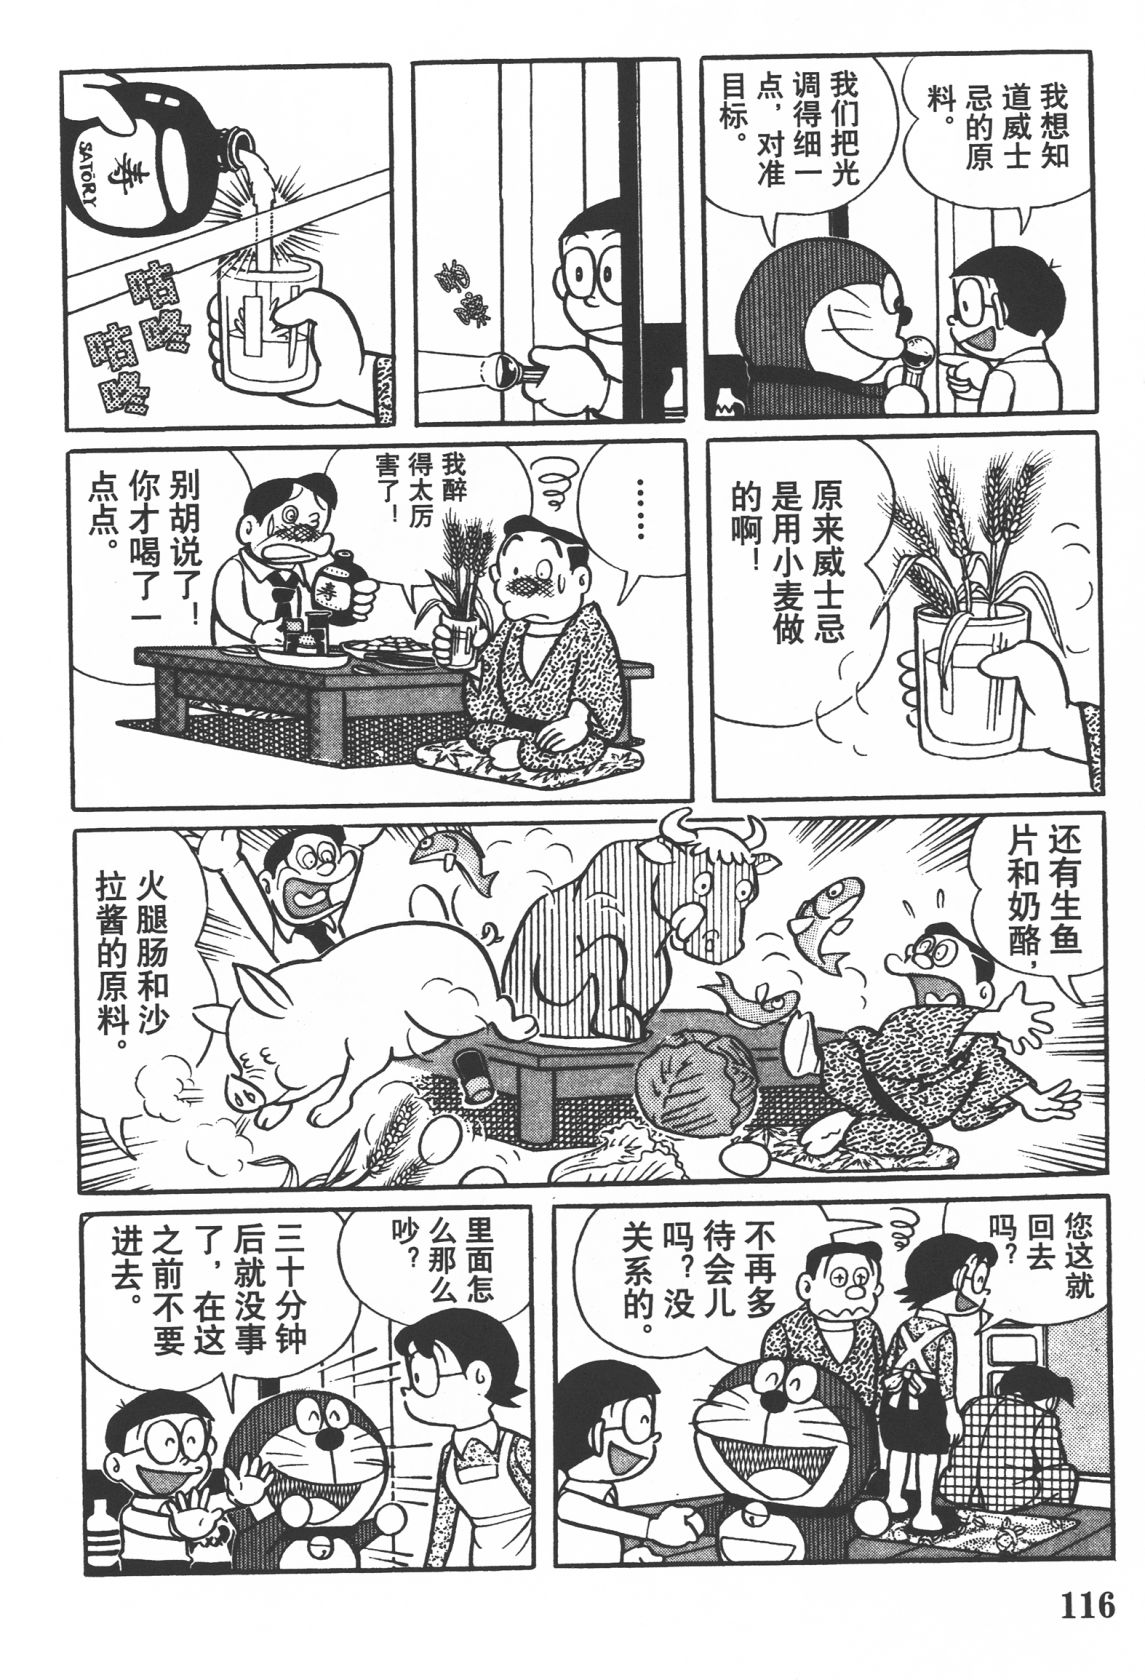 我想知
道威士
忌的原
料。
我们把光
调得细一
点，对准
目标。
哟
嘿
SATÓRY
寿
咕咚
咕咚
原来威士忌
是用小麦做
的啊！
……
我醉
得太厉
害了！
寿
别胡说了！
你才喝了一
点点。
还有生鱼
片和奶酪，
火腿肠和沙
拉酱的原料。
您这就
回去
吗？
不再多
待会儿
吗？没
关系的。
里面怎
么那么
吵？
三十分钟
后就没事
了，在这
之前不要
进去。
116